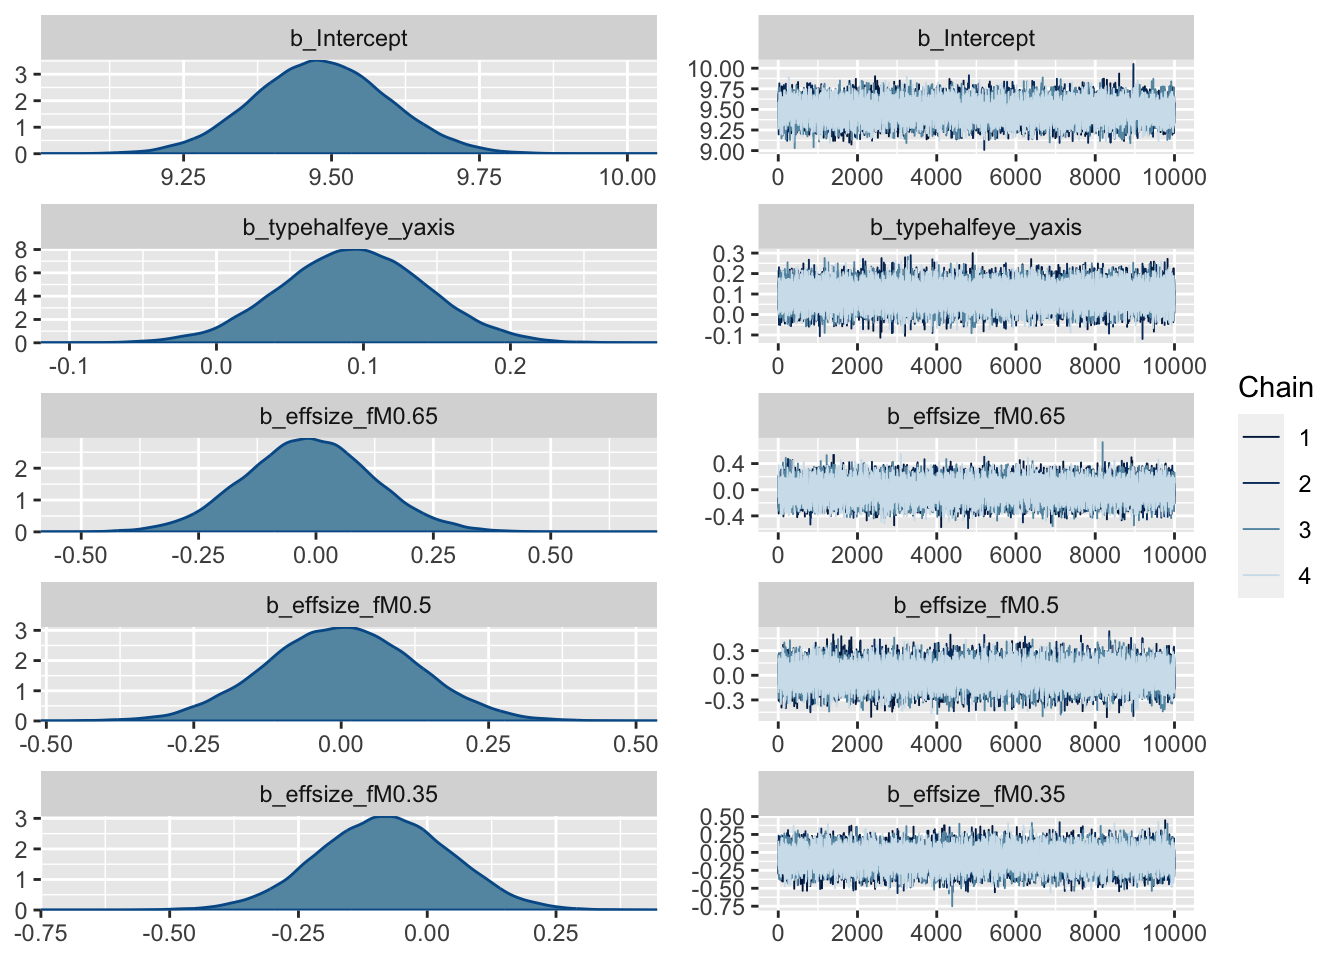 b_Intercept
3
2
1
0
9.25 9.50 9.75 10.00
b_Intercept
10.00
9.75
9.50
9.25
9.00
0 2000 4000 6000 8000 10000
b_typehalfeye_yaxis
8
6
4
2
0
-0.1 0.0 0.1 0.2
b_typehalfeye_yaxis
0.3
0.2
0.1
0.0
-0.1
0 2000 4000 6000 8000 10000
b_effsize_fM0.65
2
1
0
-0.50 -0.25 0.00 0.25 0.50
b_effsize_fM0.65
0.4
0.0
-0.4
0 2000 4000 6000 8000 10000
b_effsize_fM0.5
3
2
1
0
-0.50 -0.25 0.00 0.25 0.50
b_effsize_fM0.5
0.3
0.0
-0.3
0 2000 4000 6000 8000 10000
b_effsize_fM0.35
3
2
1
0
-0.75 -0.50 -0.25 0.00 0.25
b_effsize_fM0.35
0.50
0.25
0.00
-0.25
-0.50
-0.75
0 2000 4000 6000 8000 10000
Chain
1
2
3
4